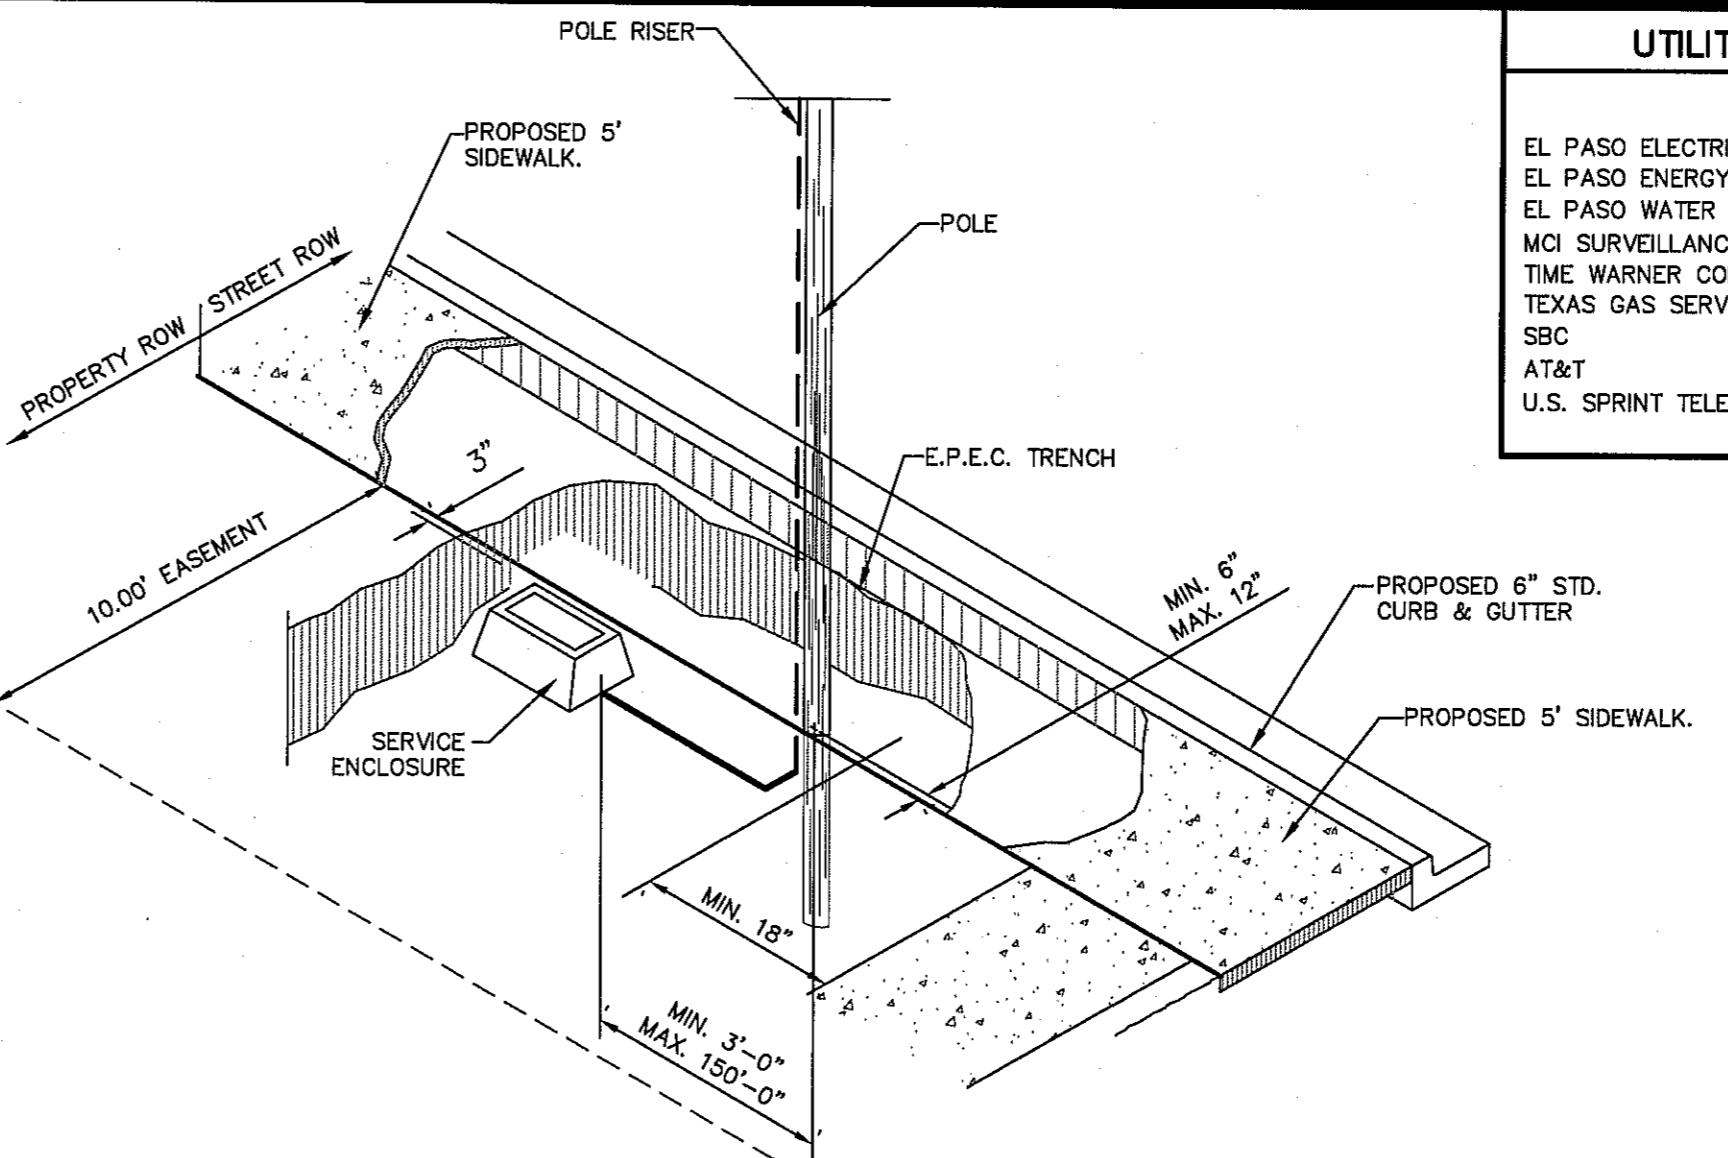 POLE RISER
PROPOSED 5'
SIDEWALK.
POLE
PROPERTY ROW
STREET ROW
3"
E.P.E.C. TRENCH
10.00' EASEMENT
MIN. 6"
MAX. 12"
PROPOSED 6" STD.
CURB & GUTTER
PROPOSED 5' SIDEWALK.
SERVICE
ENCLOSURE
MIN. 18"
MIN. 3'-0"
MAX. 150'-0"
UTILIT
EL PASO ELECTRI
EL PASO ENERGY
EL PASO WATER
MCI SURVEILLANC
TIME WARNER CO
TEXAS GAS SERV
SBC
AT&T
U.S. SPRINT TELE